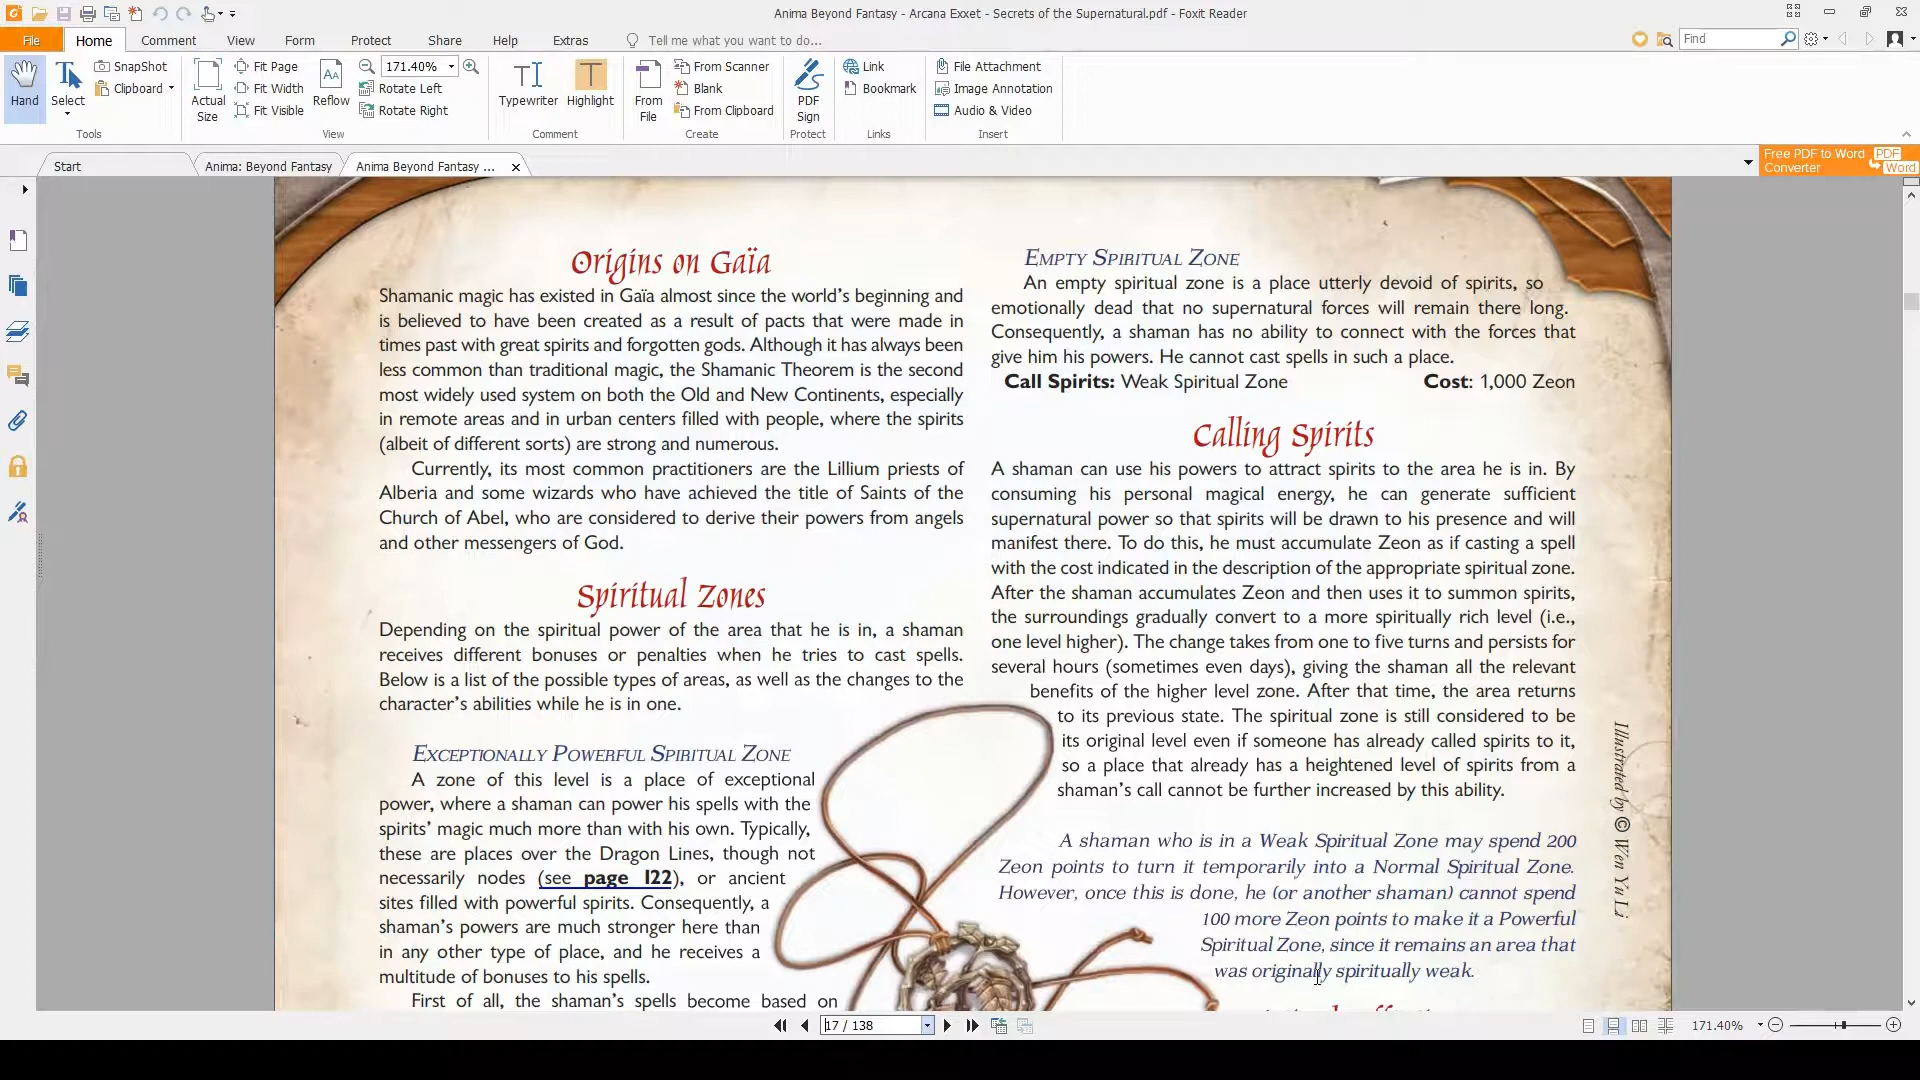 Anima Beyond Fantasy - Arcana Exxet - Secrets of the Supernatural.pdf - Foxit Reader
File Home Comment View Form Protect Share Help Extras Tell me what you want to do... Find
Hand
Select
SnapShot
Clipboard
Tools
Actual Size
Fit Page
Fit Width
Fit Visible
Reflow
171.40%
Rotate Left
Rotate Right
View
Typewriter
Highlight
Comment
From File
From Scanner
Blank
From Clipboard
Create
PDF Sign
Protect
Link
Bookmark
Links
File Attachment
Image Annotation
Audio & Video
Insert
Start
Anima: Beyond Fantasy
Anima Beyond Fantasy ...
Free PDF to Word PDF
Converter Word
Origins on Gaïa
Shamanic magic has existed in Gaïa almost since the world's beginning and
is believed to have been created as a result of pacts that were made in
times past with great spirits and forgotten gods. Although it has always been
less common than traditional magic, the Shamanic Theorem is the second
most widely used system on both the Old and New Continents, especially
in remote areas and in urban centers filled with people, where the spirits
(albeit of different sorts) are strong and numerous.
Currently, its most common practitioners are the Lillium priests of
Alberia and some wizards who have achieved the title of Saints of the
Church of Abel, who are considered to derive their powers from angels
and other messengers of God.
Spiritual Zones
Depending on the spiritual power of the area that he is in, a shaman
receives different bonuses or penalties when he tries to cast spells.
Below is a list of the possible types of areas, as well as the changes to the
character's abilities while he is in one.
Exceptionally Powerful Spiritual Zone
A zone of this level is a place of exceptional
power, where a shaman can power his spells with the
spirits' magic much more than with his own. Typically,
these are places over the Dragon Lines, though not
necessarily nodes (see page 122), or ancient
sites filled with powerful spirits. Consequently, a
shaman's powers are much stronger here than
in any other type of place, and he receives a
multitude of bonuses to his spells.
First of all, the shaman's spells become based on
Empty Spiritual Zone
An empty spiritual zone is a place utterly devoid of spirits, so
emotionally dead that no supernatural forces will remain there long.
Consequently, a shaman has no ability to connect with the forces that
give him his powers. He cannot cast spells in such a place.
Call Spirits: Weak Spiritual Zone Cost: 1,000 Zeon
Calling Spirits
A shaman can use his powers to attract spirits to the area he is in. By
consuming his personal magical energy, he can generate sufficient
supernatural power so that spirits will be drawn to his presence and will
manifest there. To do this, he must accumulate Zeon as if casting a spell
with the cost indicated in the description of the appropriate spiritual zone.
After the shaman accumulates Zeon and then uses it to summon spirits,
the surroundings gradually convert to a more spiritually rich level (i.e.,
one level higher). The change takes from one to five turns and persists for
several hours (sometimes even days), giving the shaman all the relevant
benefits of the higher level zone. After that time, the area returns
to its previous state. The spiritual zone is still considered to be
its original level even if someone has already called spirits to it,
so a place that already has a heightened level of spirits from a
shaman's call cannot be further increased by this ability.
A shaman who is in a Weak Spiritual Zone may spend 200
Zeon points to turn it temporarily into a Normal Spiritual Zone.
However, once this is done, he (or another shaman) cannot spend
100 more Zeon points to make it a Powerful
Spiritual Zone, since it remains an area that
was originally spiritually weak.
Illustrated by © Wen Yu Li
17 / 138
171.40%